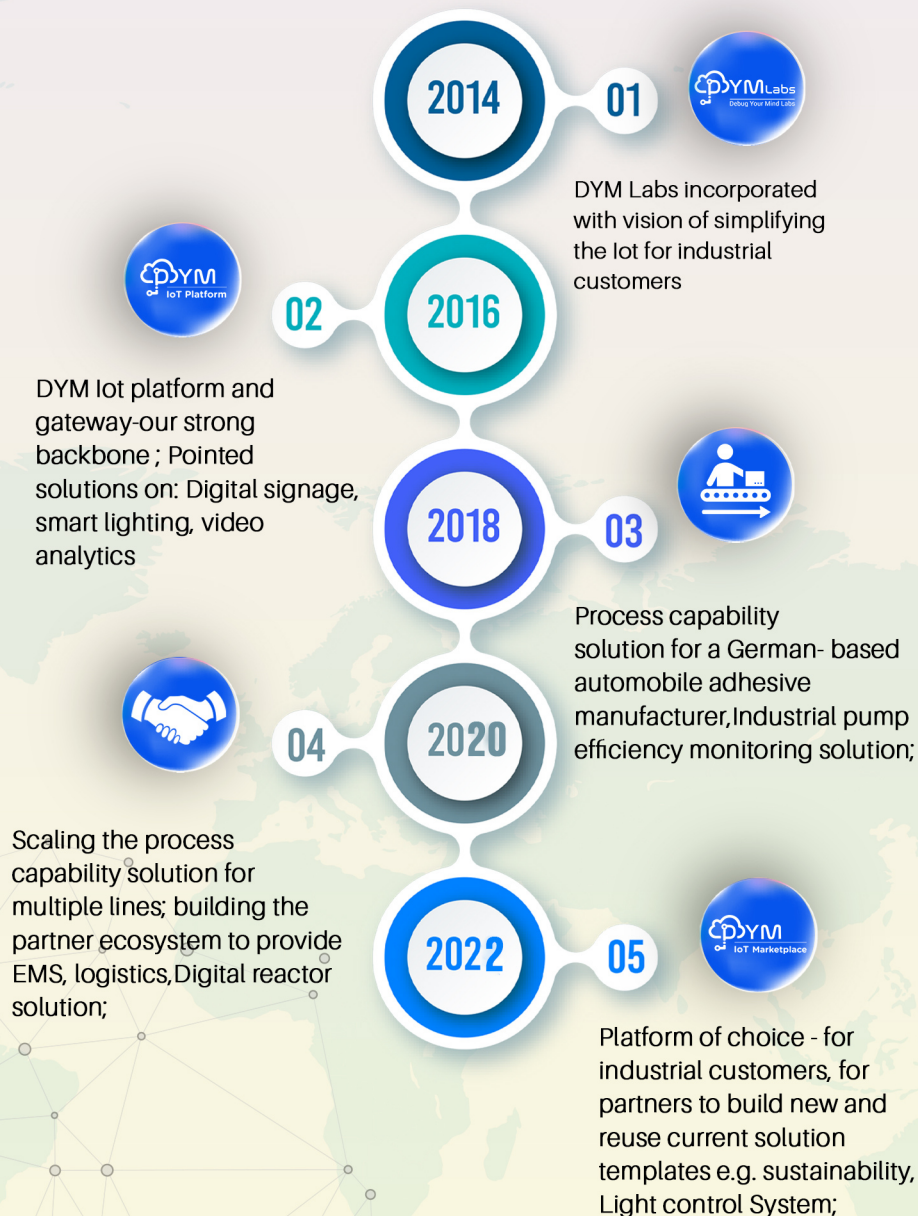 2014
01
DYM Labs
Debug Your Mind Labs
DYM Labs incorporated
with vision of simplifying
the Iot for industrial
customers
DYM
IoT Platform
02
2016
DYM Iot platform and
gateway-our strong
backbone ; Pointed
solutions on: Digital signage,
smart lighting, video
analytics
2018
03
Process capability
solution for a German- based
automobile adhesive
manufacturer,Industrial pump
efficiency monitoring solution;
04
2020
Scaling the process
capability solution for
multiple lines; building the
partner ecosystem to provide
EMS, logistics,Digital reactor
solution;
2022
05
DYM
IoT Marketplace
Platform of choice - for
industrial customers, for
partners to build new and
reuse current solution
templates e.g. sustainability,
Light control System;